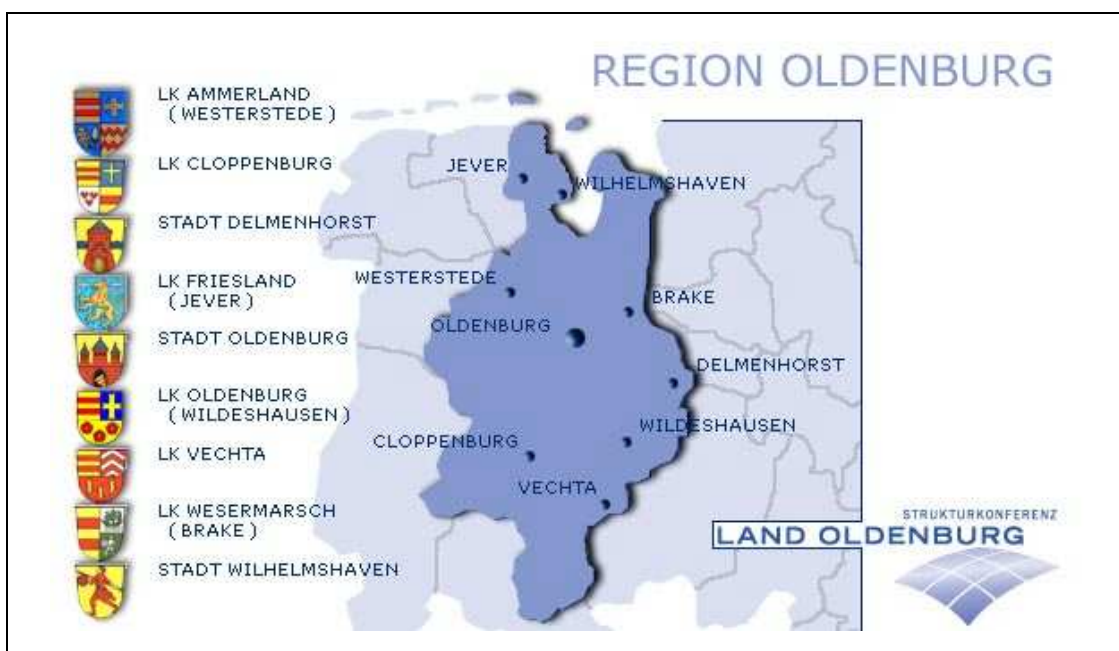 REGION OLDENBURG
LK AMMERLAND
(WESTERSTEDE)
LK CLOPPENBURG
STADT DELMENHORST
LK FRIESLAND
(JEVER)
STADT OLDENBURG
LK OLDENBURG
(WILDESHAUSEN)
LK VECHTA
LK WESERMARSCH
(BRAKE)
STADT WILHELMSHAVEN
JEVER
WILHELMSHAVEN
WESTERSTEDE
BRAKE
OLDENBURG
DELMENHORST
WILDESHAUSEN
CLOPPENBURG
VECHTA
STRUKTURKONFERENZ
LAND OLDENBURG